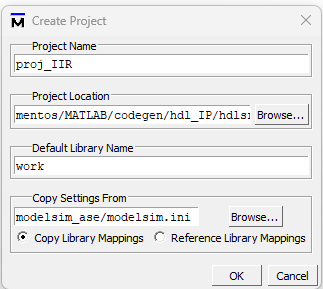 Create Project
Project Name
proj_IIR
Project Location
mentos/MATLAB/codegen/hdl_IP/hdlsi
Browse...
Default Library Name
work
Copy Settings From
modelsim_ase/modelsim.ini
Browse...
Copy Library Mappings
Reference Library Mappings
OK
Cancel